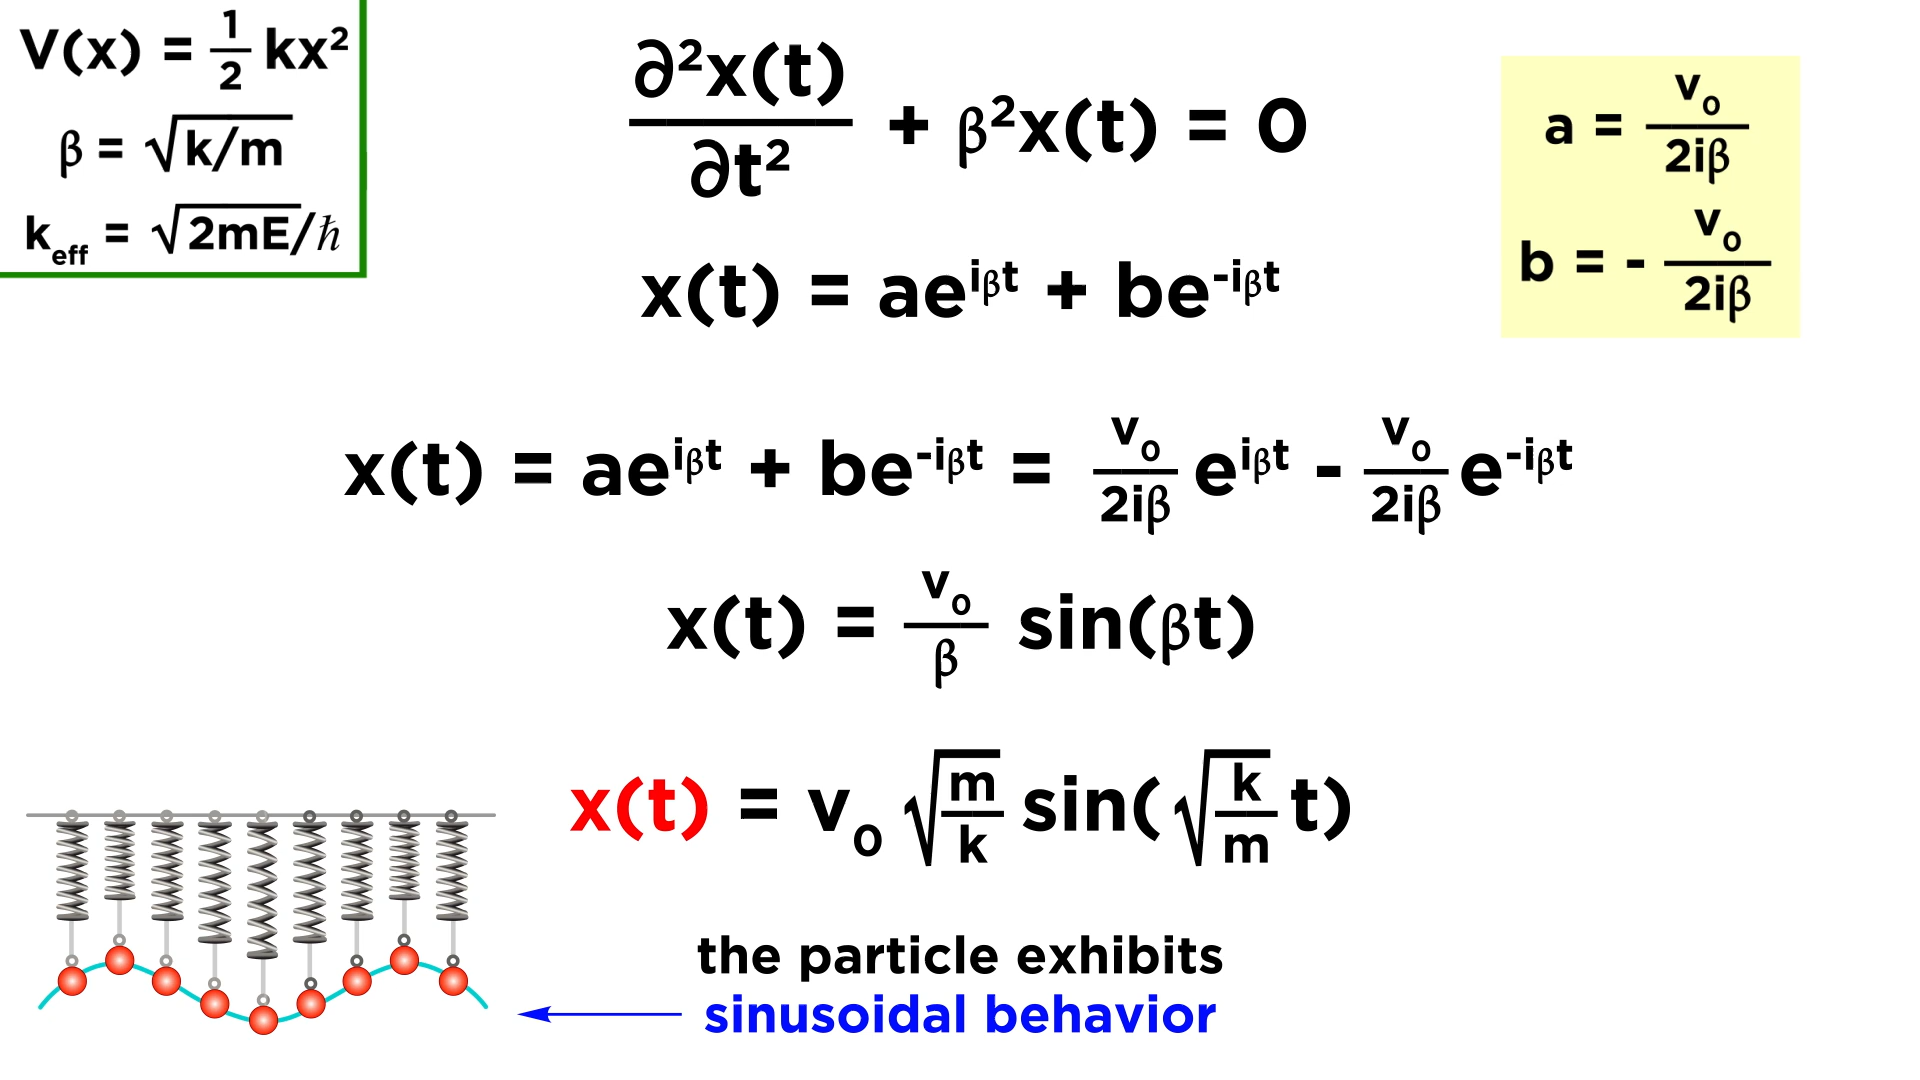 V(x) = 1/2 kx²
β = √k/m
k_eff = √2mE/ħ
∂²x(t)/∂t² + β²x(t) = 0
x(t) = ae^iβt + be^-iβt
a = v₀/2iβ
b = - v₀/2iβ
x(t) = ae^iβt + be^-iβt = v₀/2iβ e^iβt - v₀/2iβ e^-iβt
x(t) = v₀/β sin(βt)
x(t) = v₀ √m/k sin(√k/m t)
the particle exhibits
sinusoidal behavior